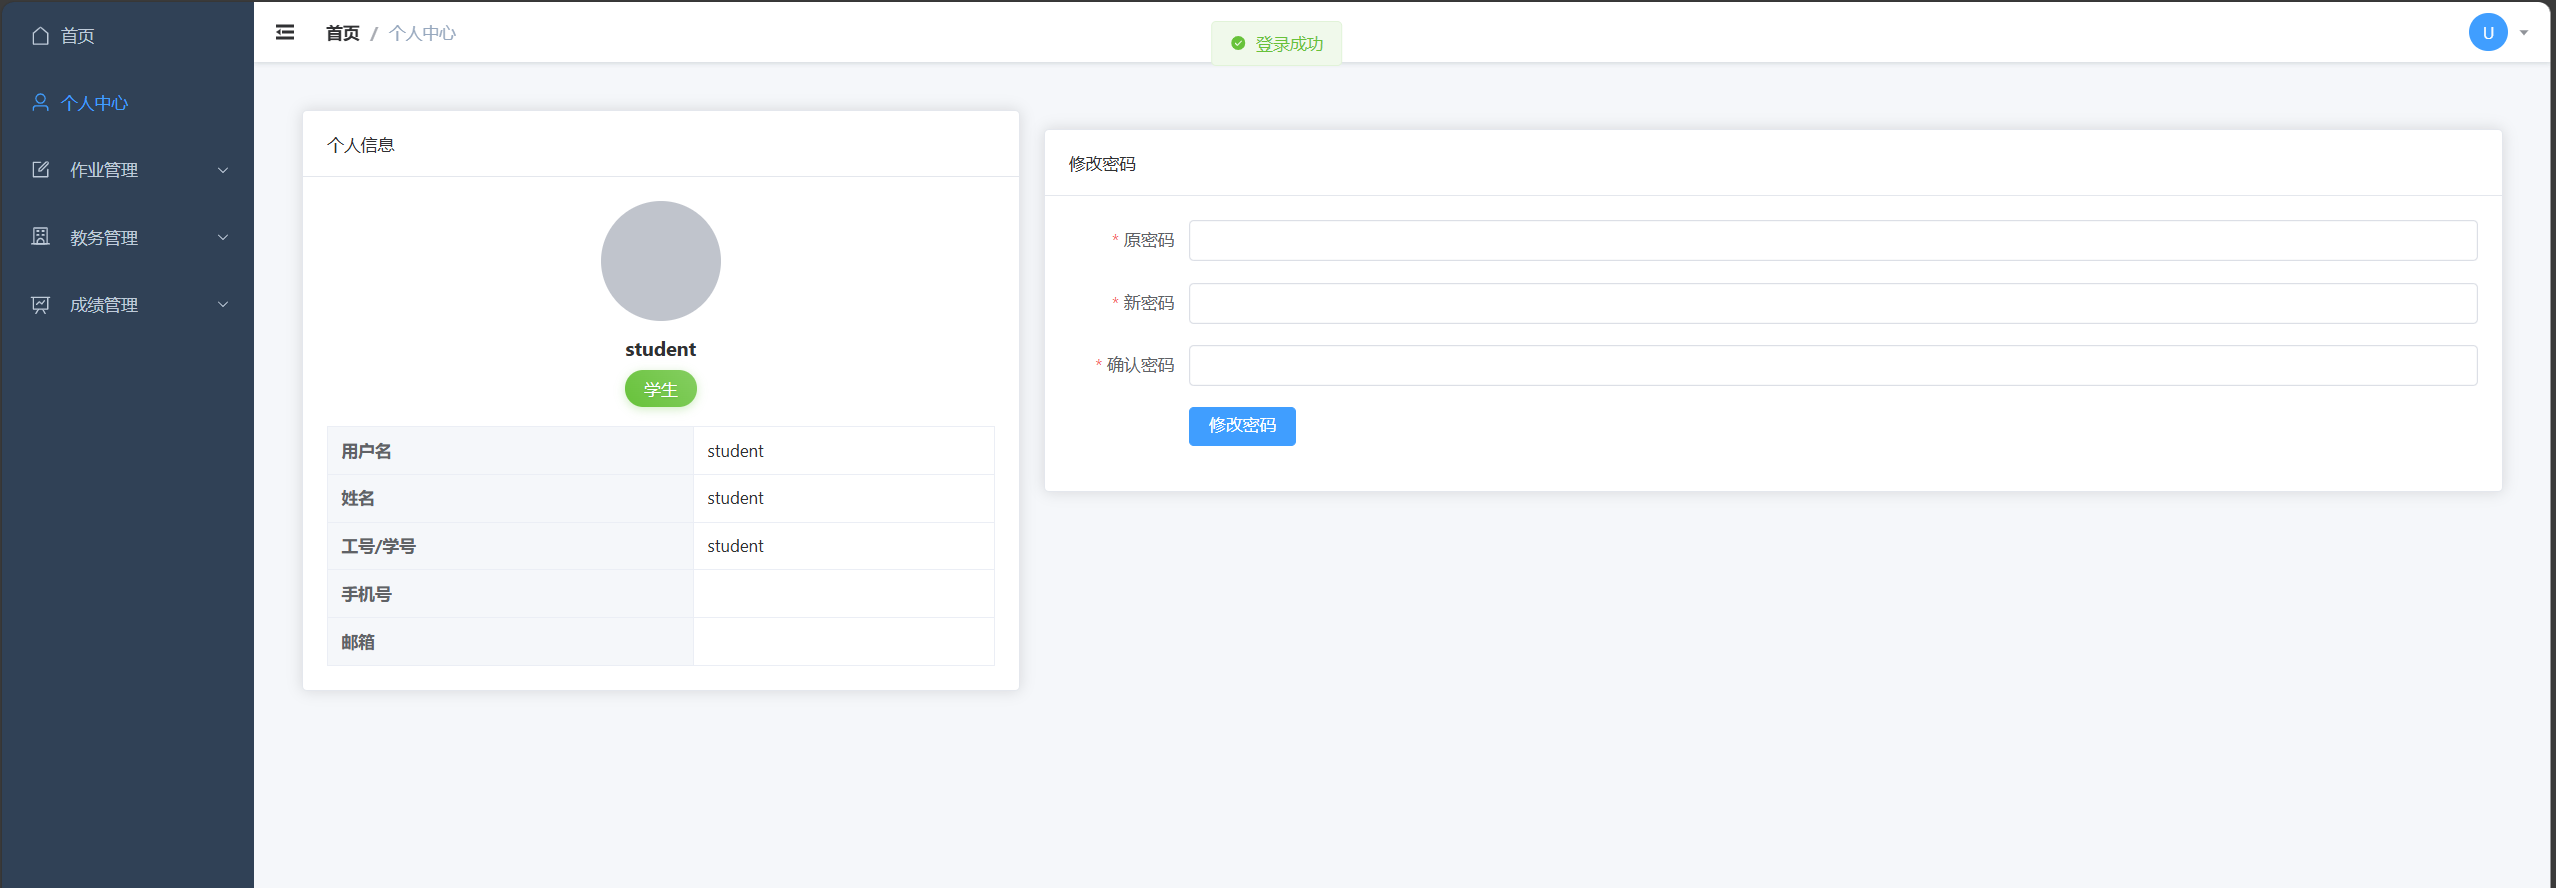 首页
个人中心
作业管理
教务管理
成绩管理
首页 / 个人中心
登录成功
U
个人信息
student
学生
用户名 student
姓名 student
工号/学号 student
手机号
邮箱
修改密码
* 原密码
* 新密码
* 确认密码
修改密码